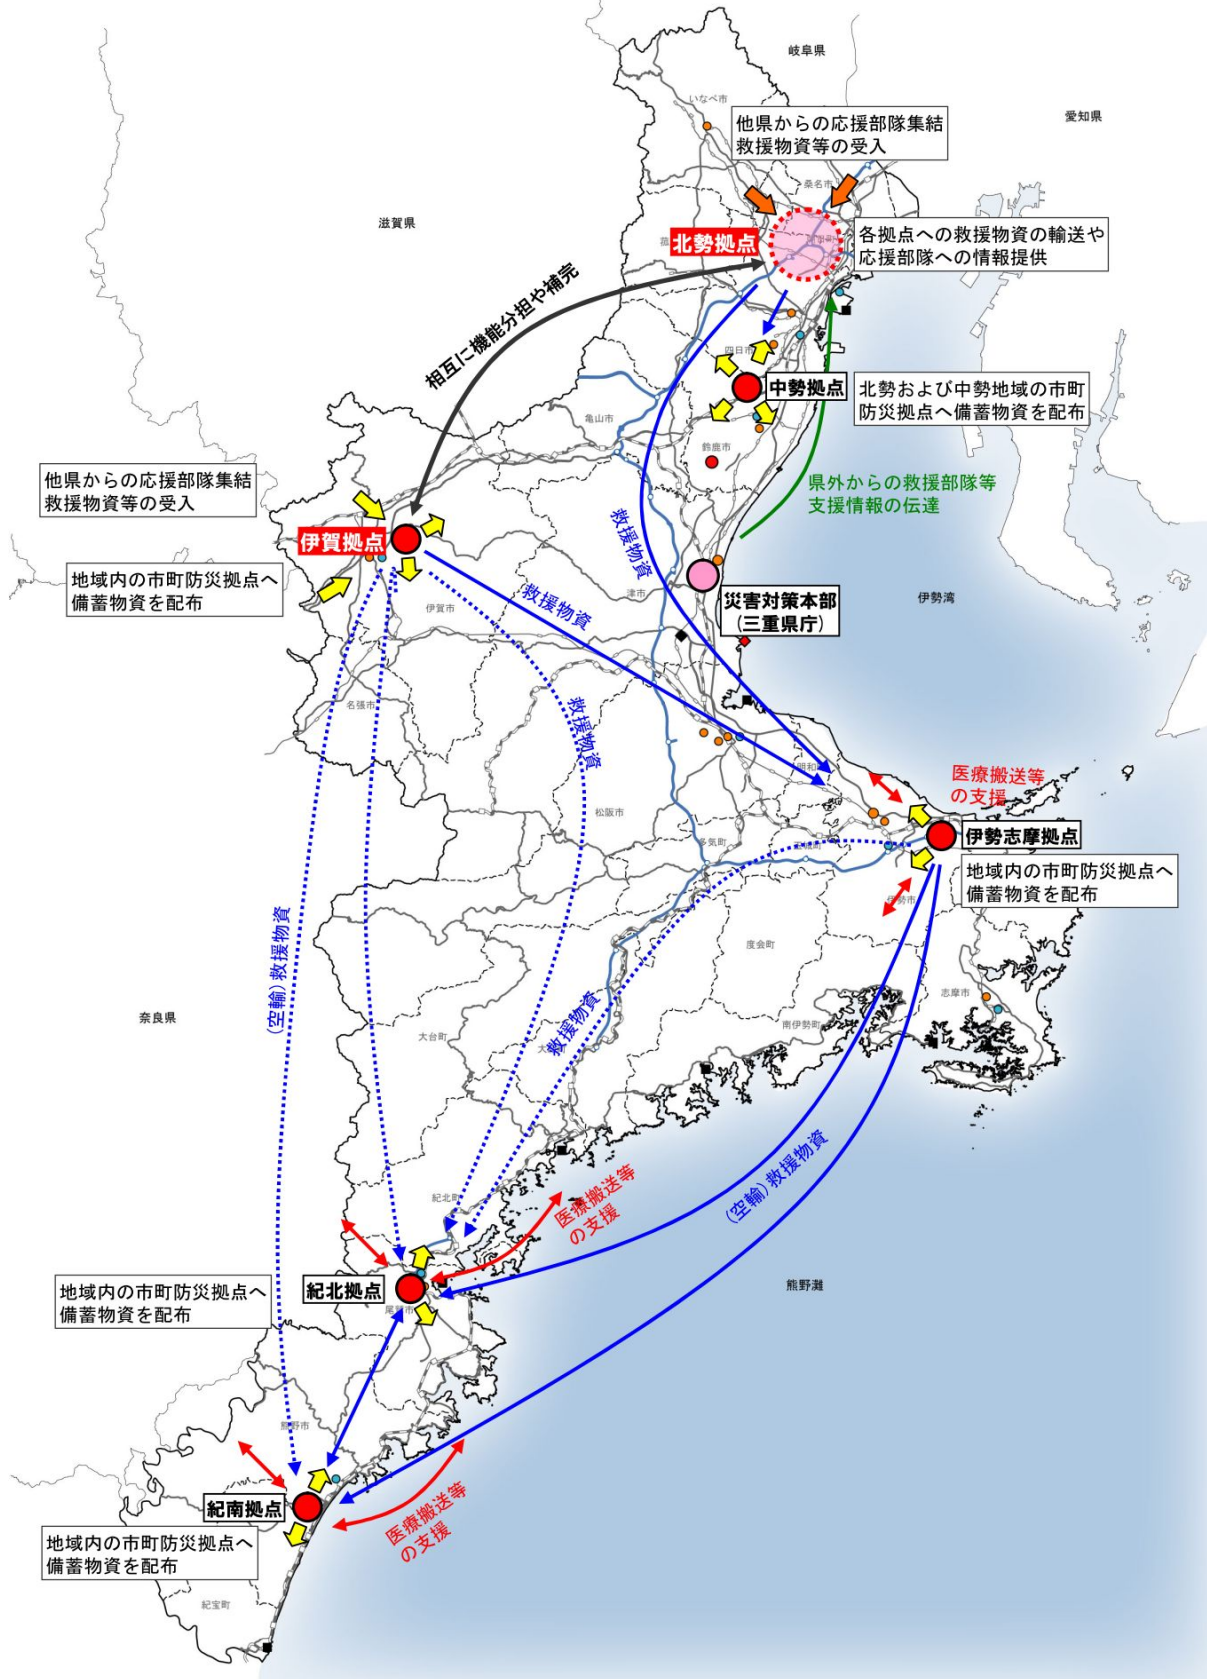 岐阜県
いなべ市
愛知県
他県からの応援部隊集結
救援物資等の受入
桑名市
滋賀県
北勢拠点
各拠点への救援物資の輸送や
応援部隊への情報提供
相互に機能分担や補完
四日市
中勢拠点
北勢および中勢地域の市町
防災拠点へ備蓄物資を配布
亀山市
鈴鹿市
他県からの応援部隊集結
救援物資等の受入
県外からの救援部隊等
支援情報の伝達
伊賀拠点
救援物資
地域内の市町防災拠点へ
備蓄物資を配布
伊賀市
救援物資
津市
災害対策本部
(三重県庁)
伊勢湾
名張市
救援物資
明和町
医療搬送等
の支援
松阪市
多気町
玉城町
伊勢志摩拠点
地域内の市町防災拠点へ
備蓄物資を配布
伊勢市
(空輸)救援物資
度会町
志摩市
奈良県
救援物資
南伊勢町
大台町
大
(空輸)救援物資
紀北町
医療搬送等
の支援
地域内の市町防災拠点へ
備蓄物資を配布
紀北拠点
尾鷲市
熊野灘
熊野市
紀南拠点
医療搬送等
の支援
地域内の市町防災拠点へ
備蓄物資を配布
紀宝町